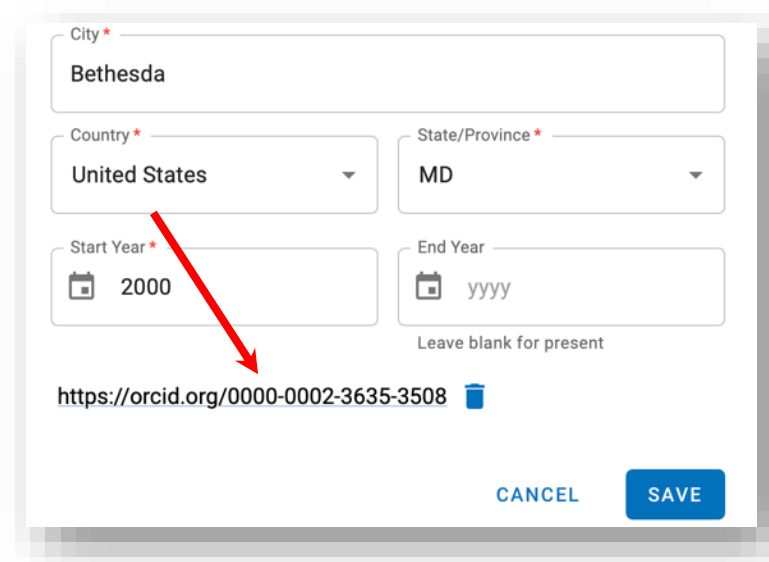 City *
Bethesda
Country * State/Province *
United States MD
Start Year * End Year
2000 yyyy
Leave blank for present
https://orcid.org/0000-0002-3635-3508
CANCEL SAVE